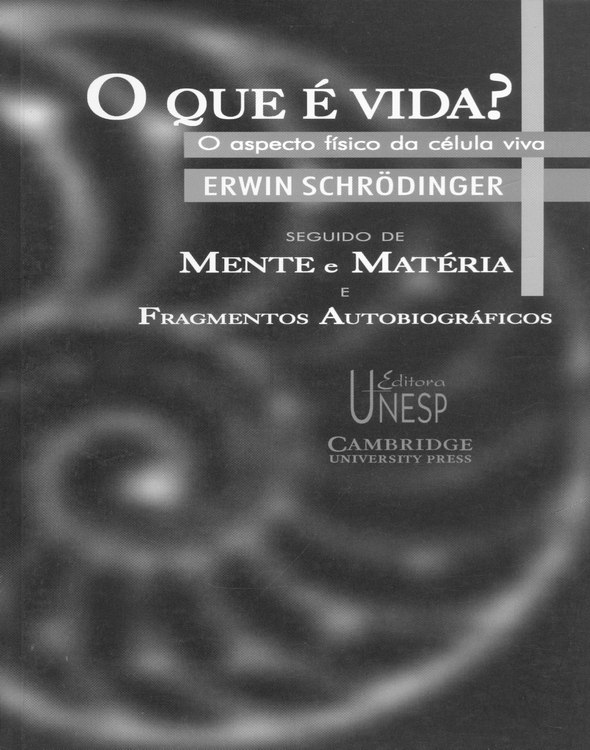 O QUE É VIDA?
O aspecto físico da célula viva
ERWIN SCHRÖDINGER
SEGUIDO DE
MENTE e MATÉRIA
E
FRAGMENTOS AUTOBIOGRÁFICOS
Editora
UNESP
CAMBRIDGE
UNIVERSITY PRESS